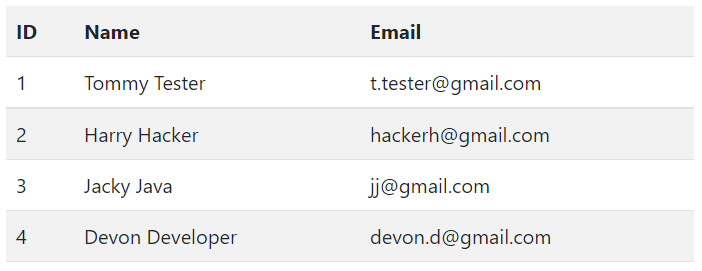 ID Name Email
1 Tommy Tester t.tester@gmail.com
2 Harry Hacker hackerh@gmail.com
3 Jacky Java jj@gmail.com
4 Devon Developer devon.d@gmail.com